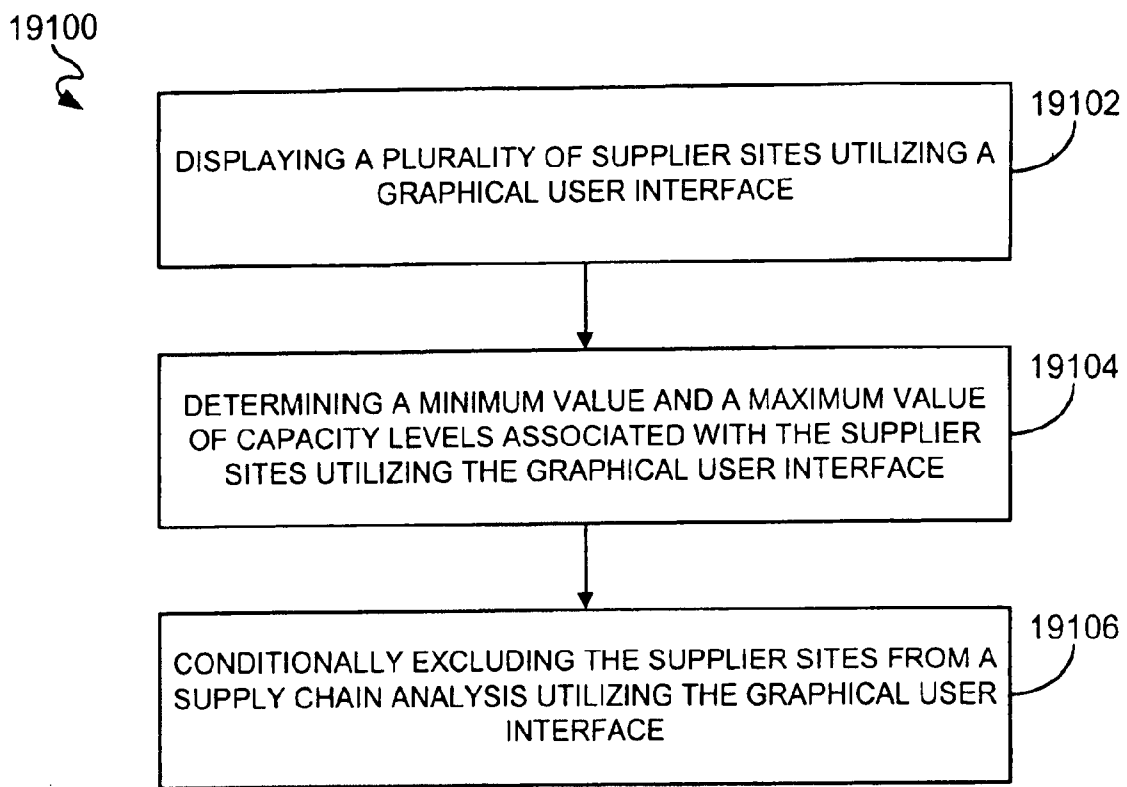 19100
19102
DISPLAYING A PLURALITY OF SUPPLIER SITES UTILIZING A
GRAPHICAL USER INTERFACE
19104
DETERMINING A MINIMUM VALUE AND A MAXIMUM VALUE
OF CAPACITY LEVELS ASSOCIATED WITH THE SUPPLIER
SITES UTILIZING THE GRAPHICAL USER INTERFACE
19106
CONDITIONALLY EXCLUDING THE SUPPLIER SITES FROM A
SUPPLY CHAIN ANALYSIS UTILIZING THE GRAPHICAL USER
INTERFACE